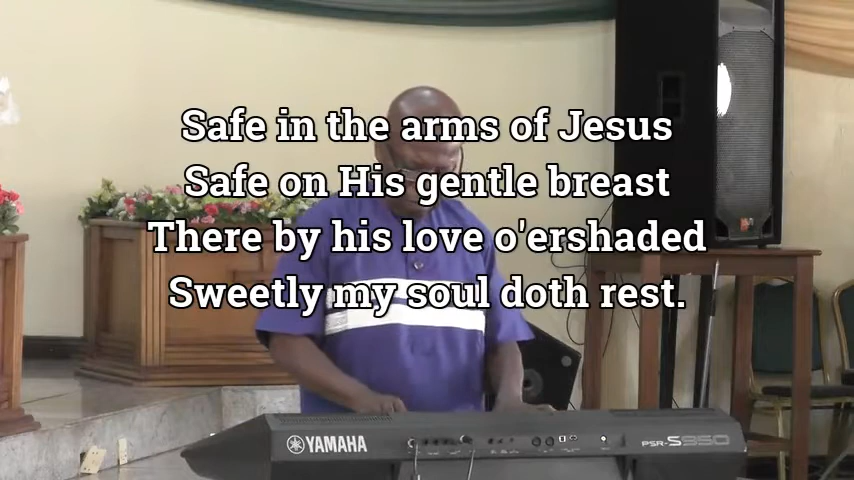 Safe in the arms of Jesus
Safe on His gentle breast
There by his love o'ershaded
Sweetly my soul doth rest.
YAMAHA
PSR-S950